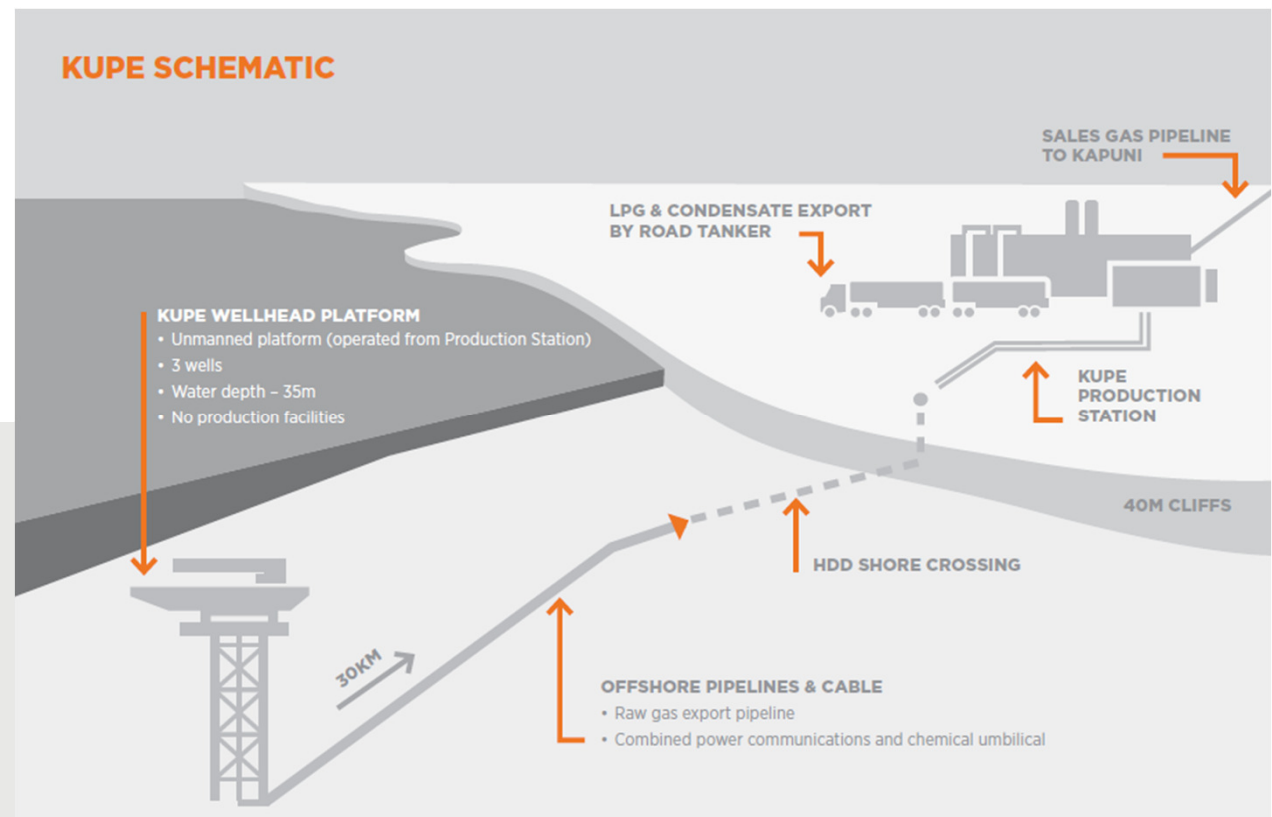 KUPE SCHEMATIC
SALES GAS PIPELINE
TO KAPUNI
LPG & CONDENSATE EXPORT
BY ROAD TANKER
KUPE WELLHEAD PLATFORM
• Unmanned platform (operated from Production Station)
• 3 wells
• Water depth – 35m
• No production facilities
KUPE
PRODUCTION
STATION
40M CLIFFS
HDD SHORE CROSSING
30KM
OFFSHORE PIPELINES & CABLE
• Raw gas export pipeline
• Combined power communications and chemical umbilical